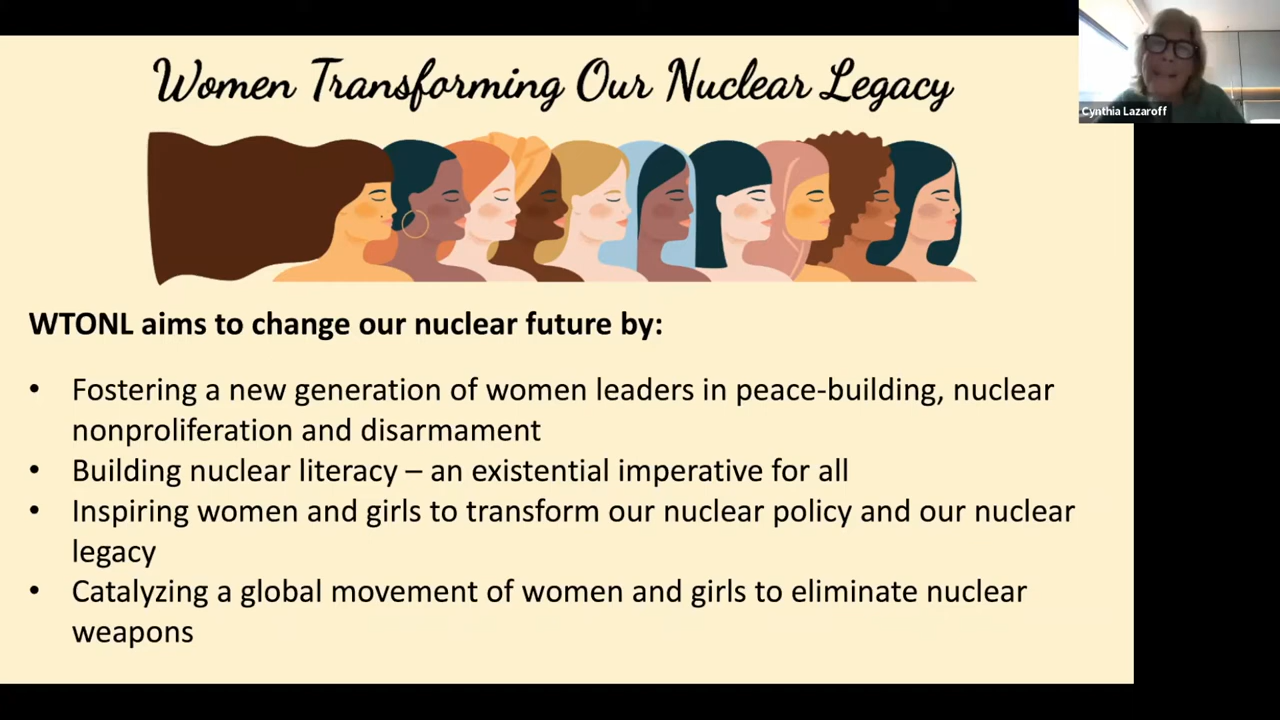 Women Transforming Our Nuclear Legacy
Cynthia Lazaroff
WTONL aims to change our nuclear future by:
• Fostering a new generation of women leaders in peace-building, nuclear
nonproliferation and disarmament
• Building nuclear literacy – an existential imperative for all
• Inspiring women and girls to transform our nuclear policy and our nuclear
legacy
• Catalyzing a global movement of women and girls to eliminate nuclear
weapons